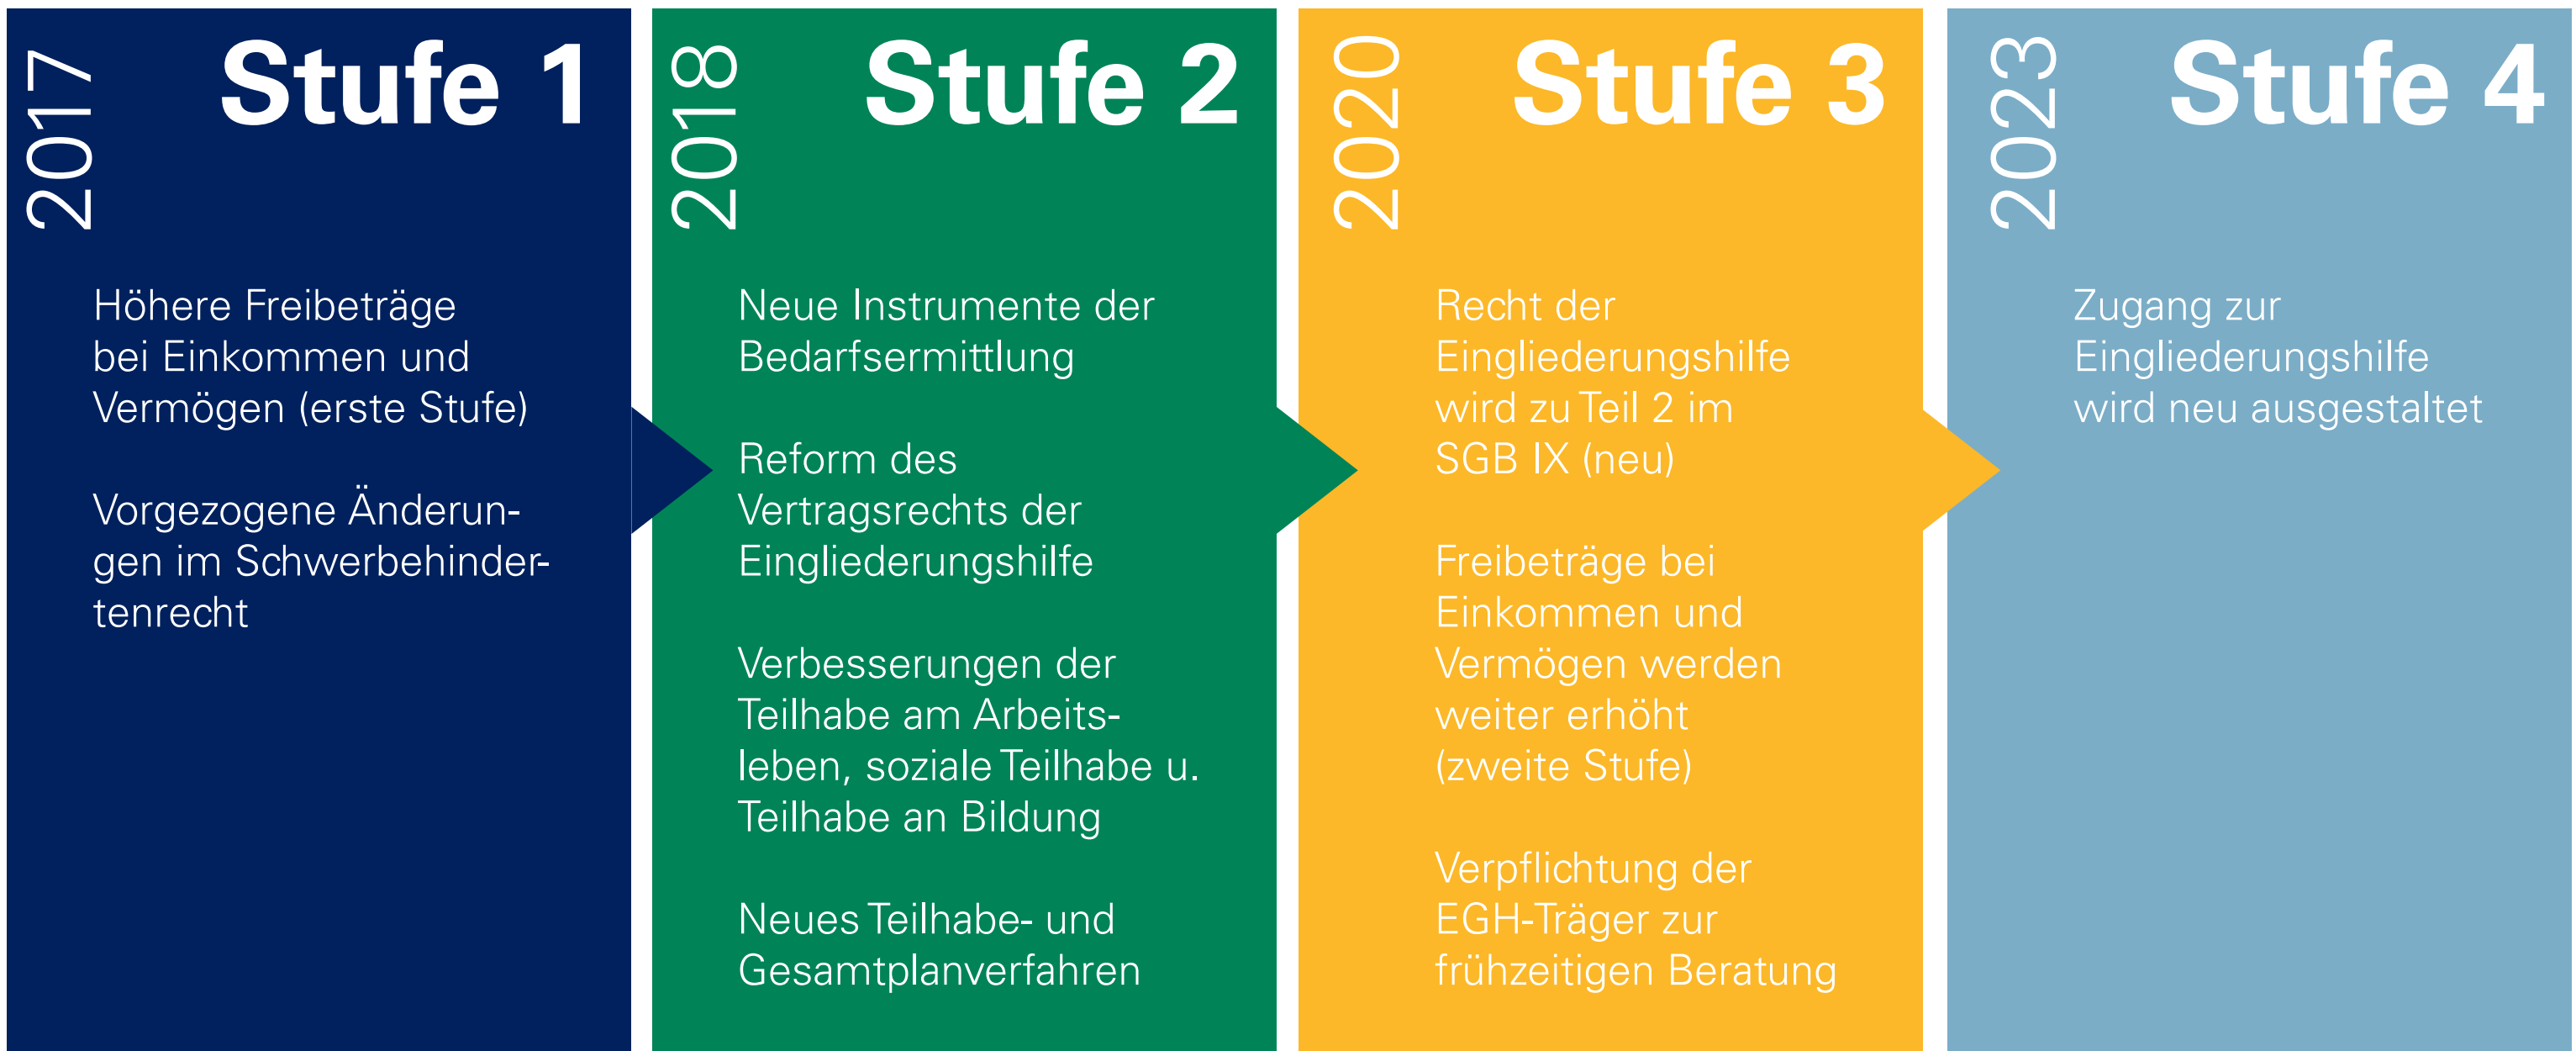 2017
Stufe 1
Höhere Freibeträge
bei Einkommen und
Vermögen (erste Stufe)
Vorgezogene Änderun-
gen im Schwerbehinder-
tenrecht
2018
Stufe 2
Neue Instrumente der
Bedarfsermittlung
Reform des
Vertragsrechts der
Eingliederungshilfe
Verbesserungen der
Teilhabe am Arbeits-
leben, soziale Teilhabe u.
Teilhabe an Bildung
Neues Teilhabe- und
Gesamtplanverfahren
2020
Stufe 3
Recht der
Eingliederungshilfe
wird zu Teil 2 im
SGB IX (neu)
Freibeträge bei
Einkommen und
Vermögen werden
weiter erhöht
(zweite Stufe)
Verpflichtung der
EGH-Träger zur
frühzeitigen Beratung
2023
Stufe 4
Zugang zur
Eingliederungshilfe
wird neu ausgestaltet